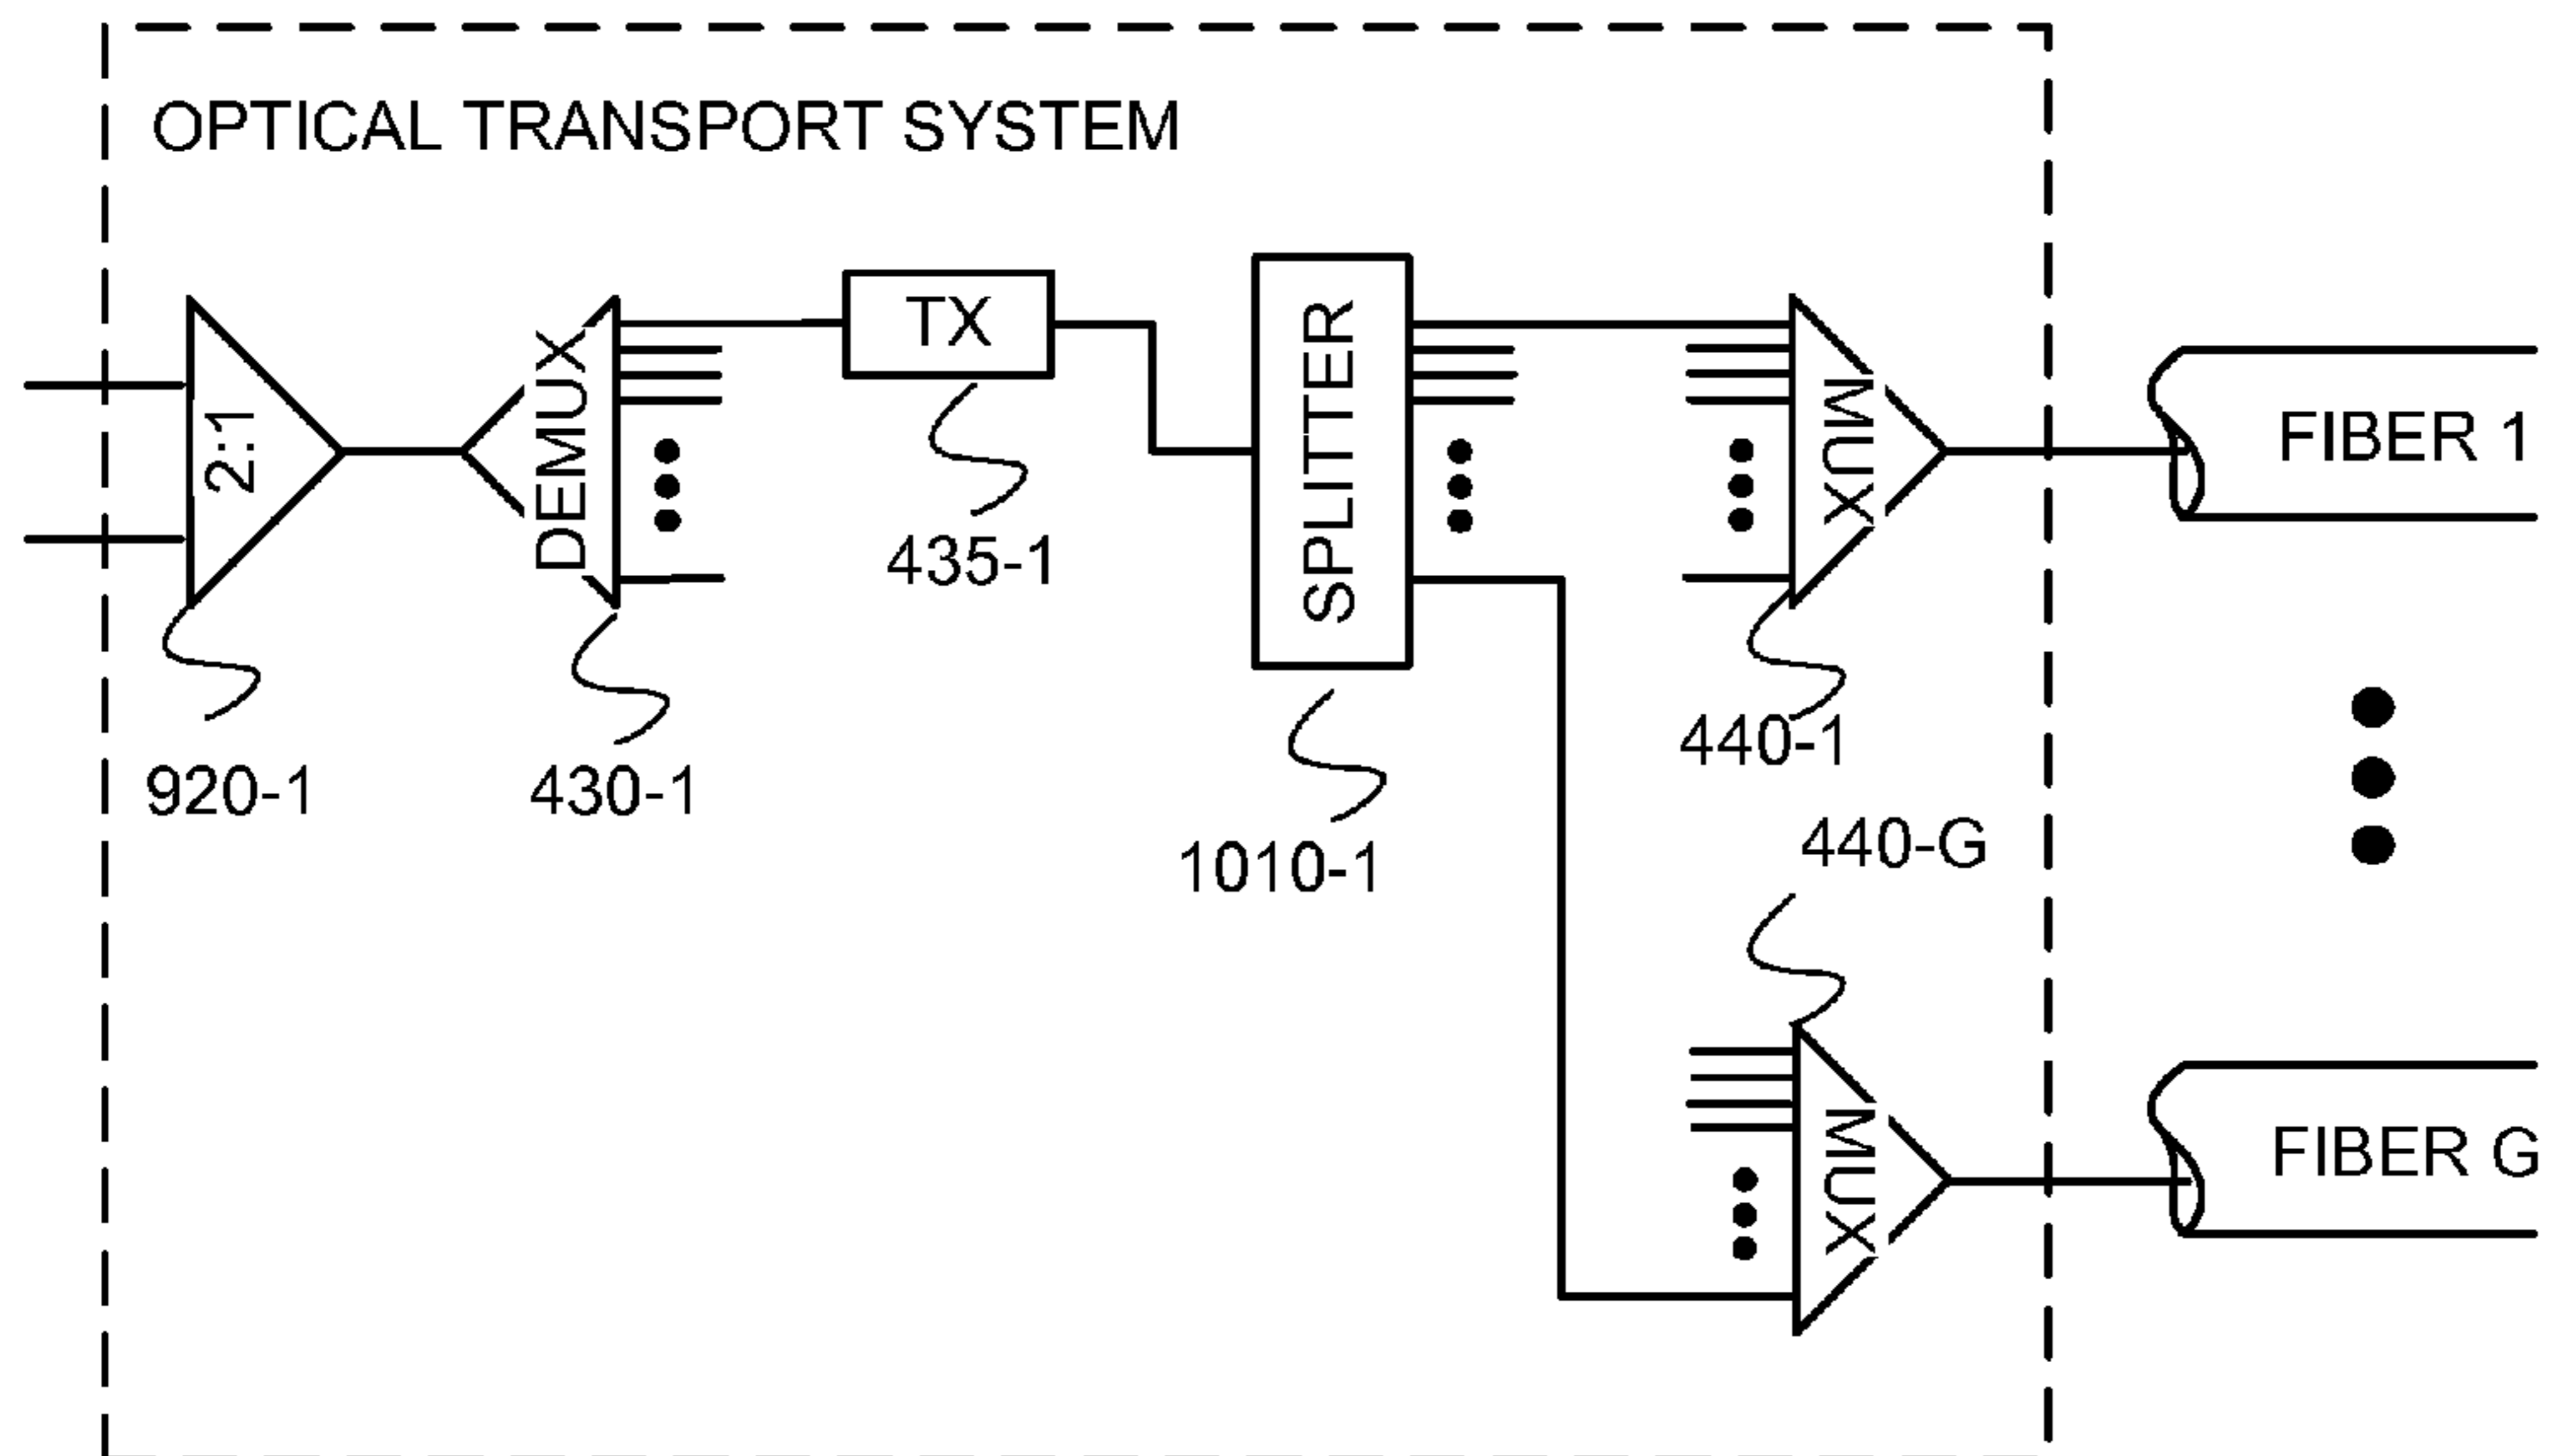 OPTICAL TRANSPORT SYSTEM
2:1
DEMUX
TX
SPLITTER
MUX
FIBER 1
435-1
920-1
430-1
1010-1
440-1
440-G
MUX
FIBER G